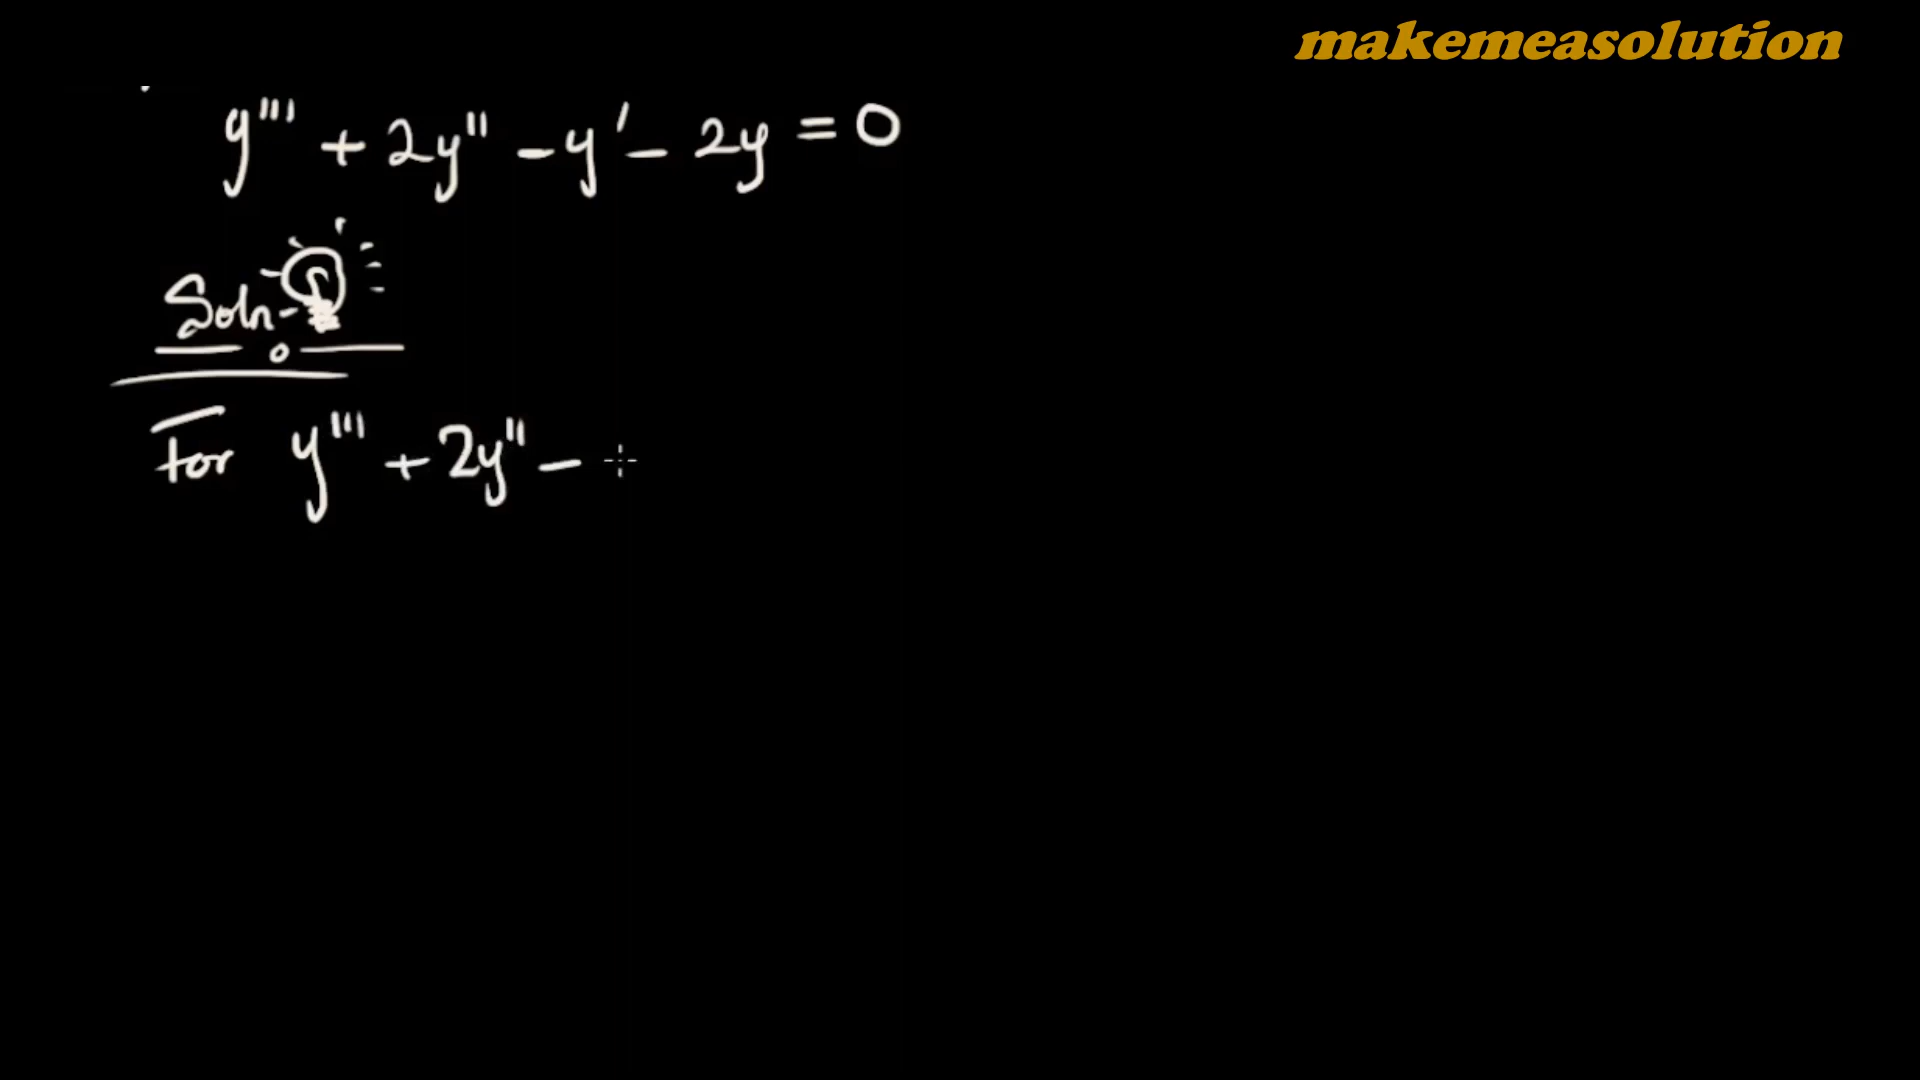 makemeasolution
y''' + 2y'' - y' - 2y = 0
Soln-
For y''' + 2y'' -